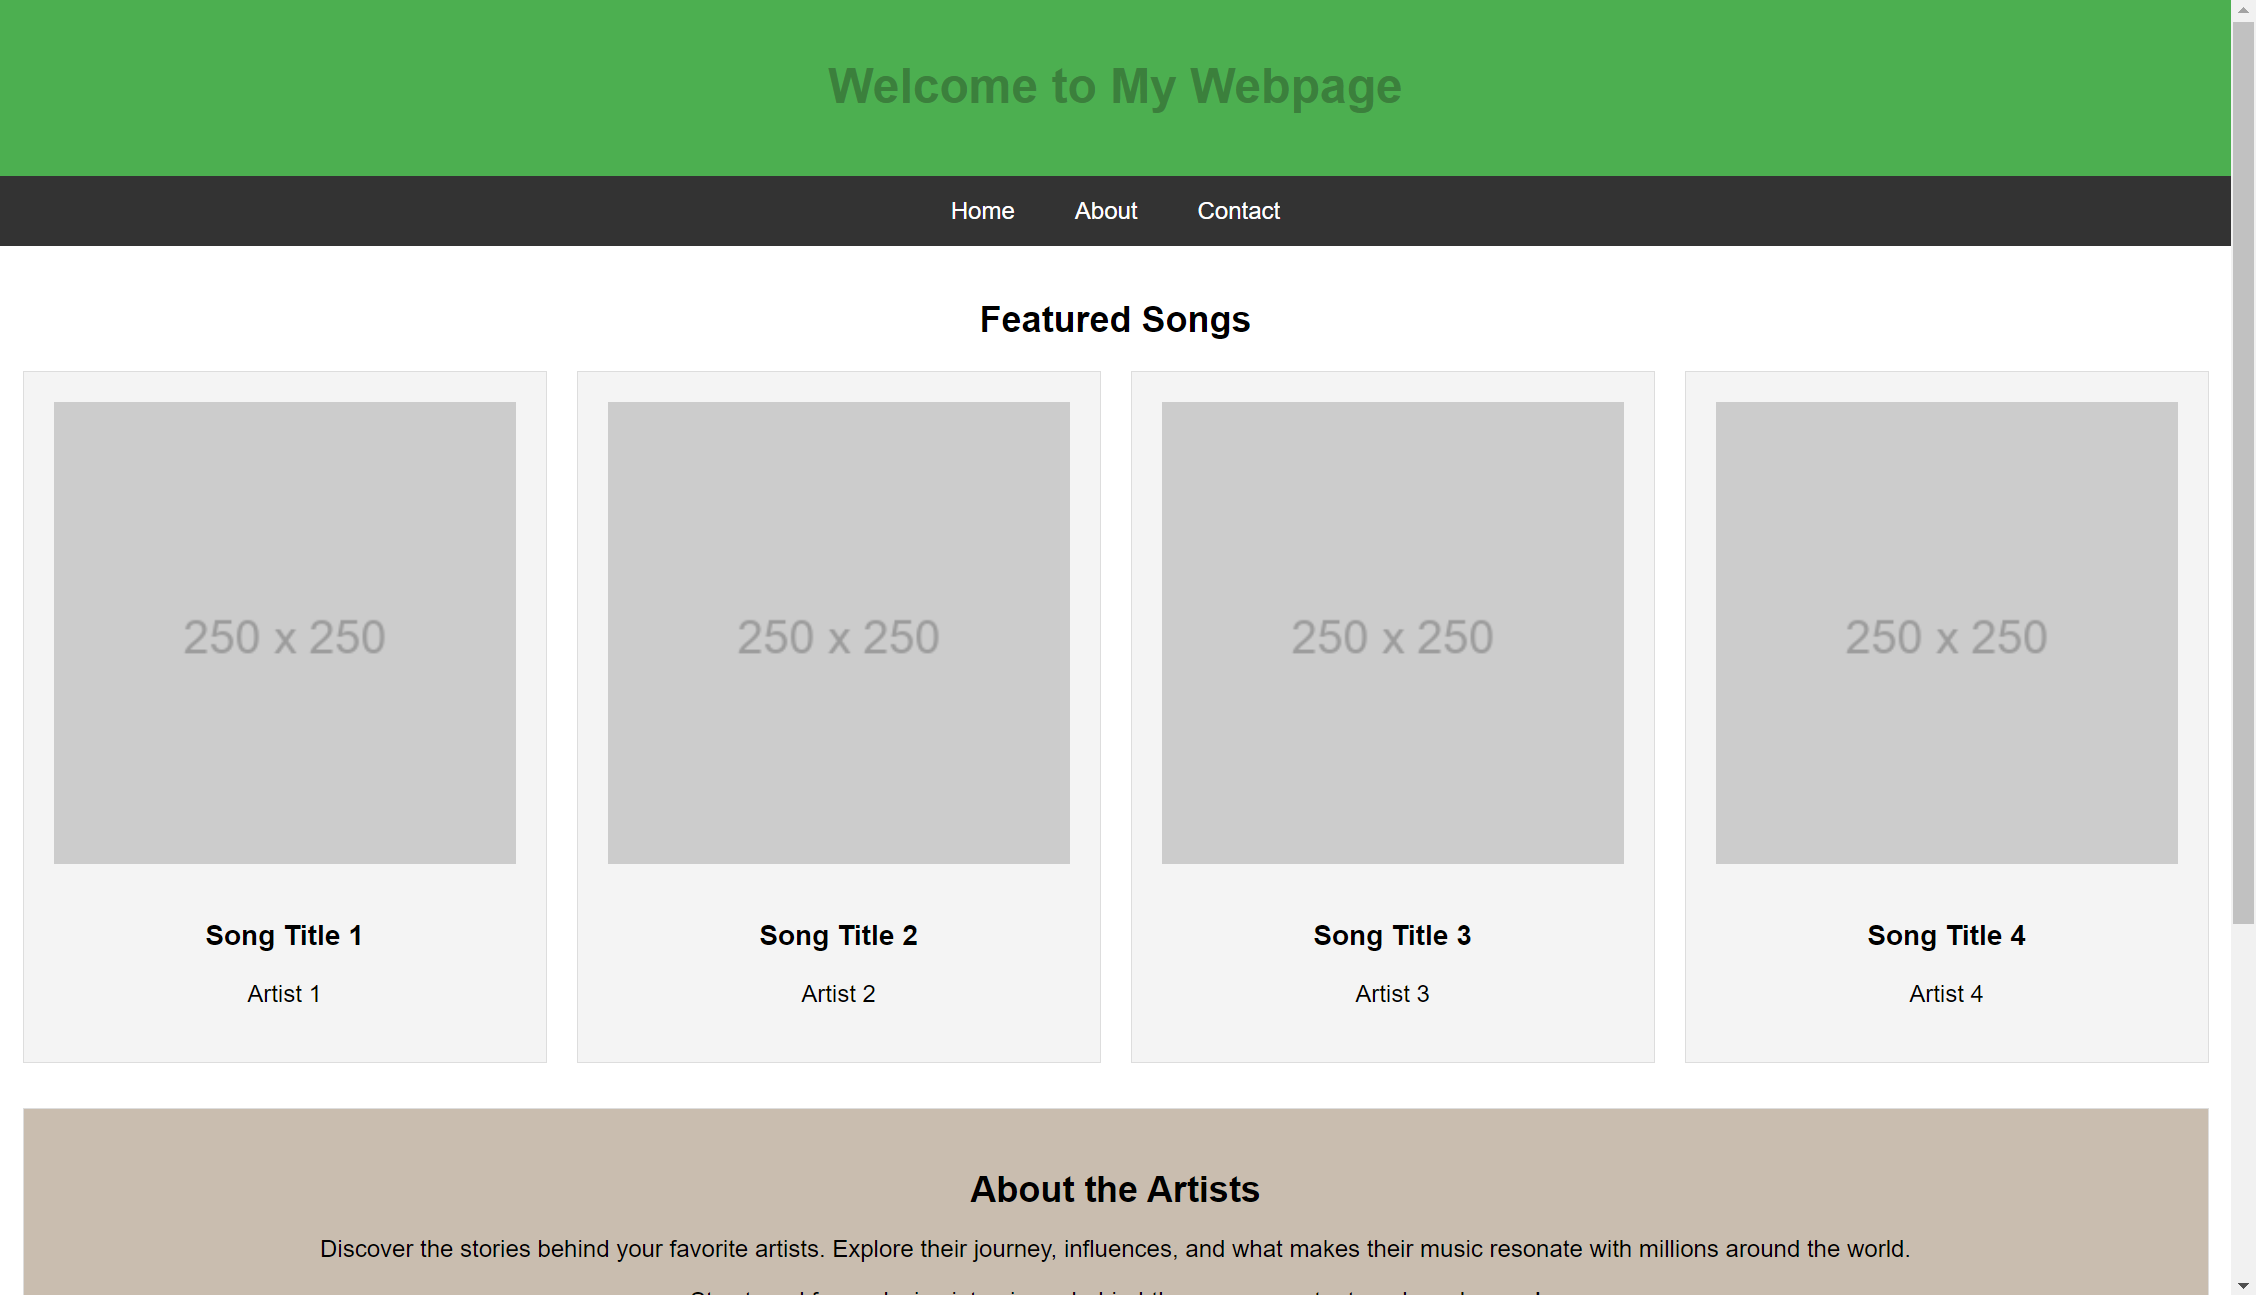 Welcome to My Webpage
Home About Contact
Featured Songs
250 x 250 250 x 250 250 x 250 250 x 250
Song Title 1 Song Title 2 Song Title 3 Song Title 4
Artist 1 Artist 2 Artist 3 Artist 4
About the Artists
Discover the stories behind your favorite artists. Explore their journey, influences, and what makes their music resonate with millions around the world.